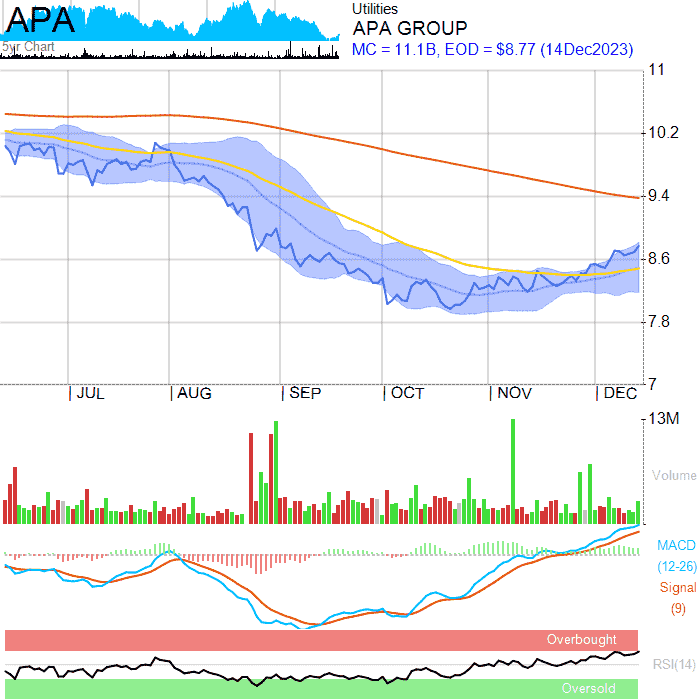 APA
5yr Chart
Utilities
APA GROUP
MC = 11.1B, EOD = $8.77 (14Dec2023)
11
10.2
9.4
8.6
7.8
7
JUL AUG SEP OCT NOV DEC
13M
Volume
MACD
(12-26)
Signal
(9)
Overbought
RSI(14)
Oversold